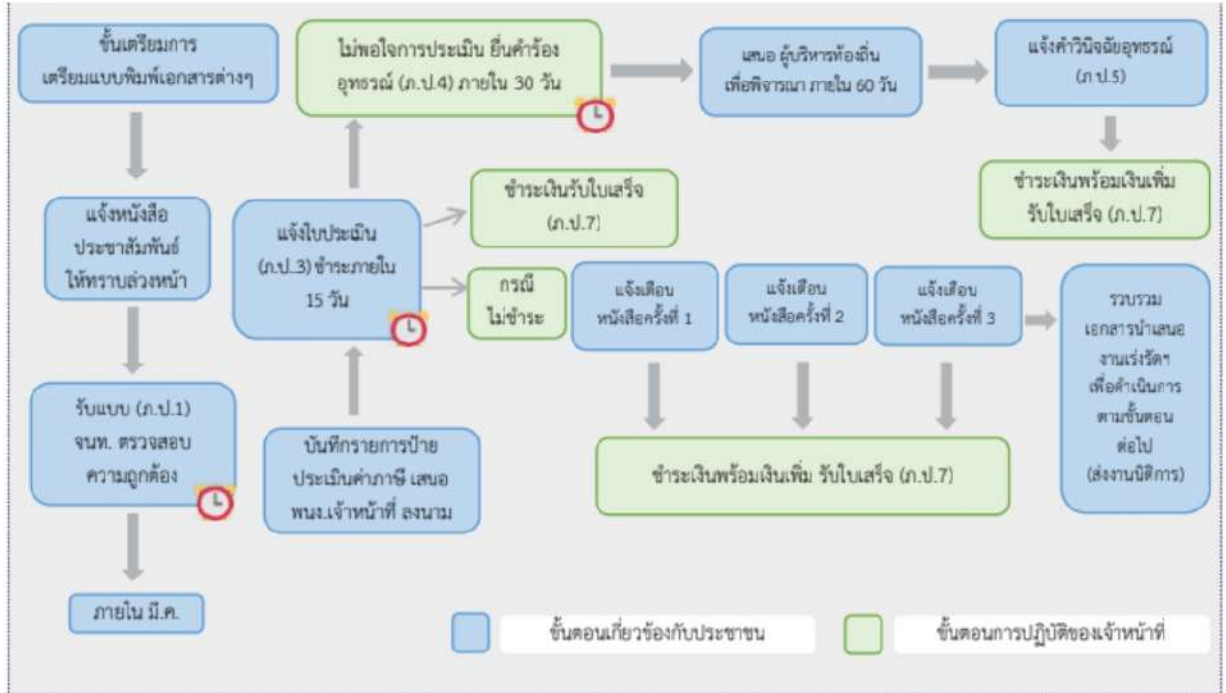 ขั้นเตรียมการ
เตรียมแบบพิมพ์เอกสารต่างๆ
แจ้งหนังสือ
ประชาสัมพันธ์
ให้ทราบล่วงหน้า
รับแบบ (ภ.ป.1)
จนท. ตรวจสอบ
ความถูกต้อง
ภายใน มี.ค.
บันทึกรายการป้าย
ประเมินค่าภาษี เสนอ
พนง.เจ้าหน้าที่ ลงนาม
แจ้งใบประเมิน
(ภ.ป.3) ชำระภายใน
15 วัน
ไม่พอใจการประเมิน ยื่นคำร้อง
อุทธรณ์ (ภ.ป.4) ภายใน 30 วัน
เสนอ ผู้บริหารท้องถิ่น
เพื่อพิจารณา ภายใน 60 วัน
แจ้งคำวินิจฉัยอุทธรณ์
(ภ.ป.5)
ชำระเงินพร้อมเงินเพิ่ม
รับใบเสร็จ (ภ.ป.7)
ชำระเงินรับใบเสร็จ
(ภ.ป.7)
กรณี
ไม่ชำระ
แจ้งเตือน
หนังสือครั้งที่ 1
แจ้งเตือน
หนังสือครั้งที่ 2
แจ้งเตือน
หนังสือครั้งที่ 3
รวบรวม
เอกสารนำเสนอ
งานเร่งรัดฯ
เพื่อดำเนินการ
ตามขั้นตอน
ต่อไป
(ส่งงานนิติการ)
ชำระเงินพร้อมเงินเพิ่ม รับใบเสร็จ (ภ.ป.7)
ขั้นตอนเกี่ยวข้องกับประชาชน
ขั้นตอนการปฏิบัติของเจ้าหน้าที่